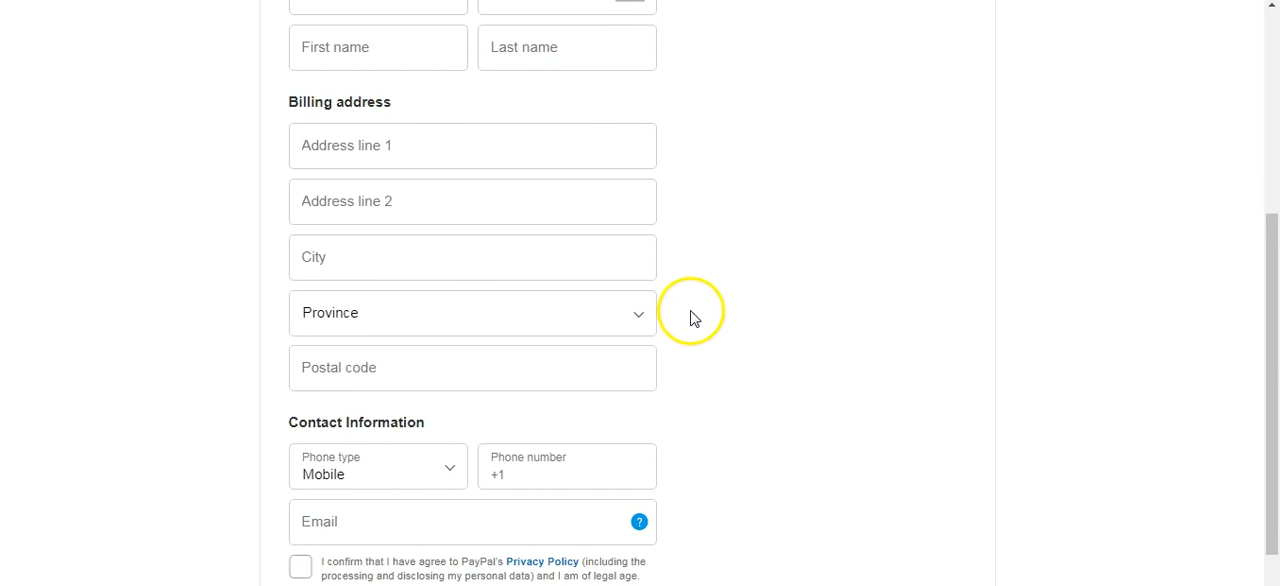 First name Last name
Billing address
Address line 1
Address line 2
City
Province
Postal code
Contact Information
Phone type Phone number
Mobile +1
Email ?
I confirm that I have agree to PayPal's Privacy Policy (including the
processing and disclosing my personal data) and I am of legal age.